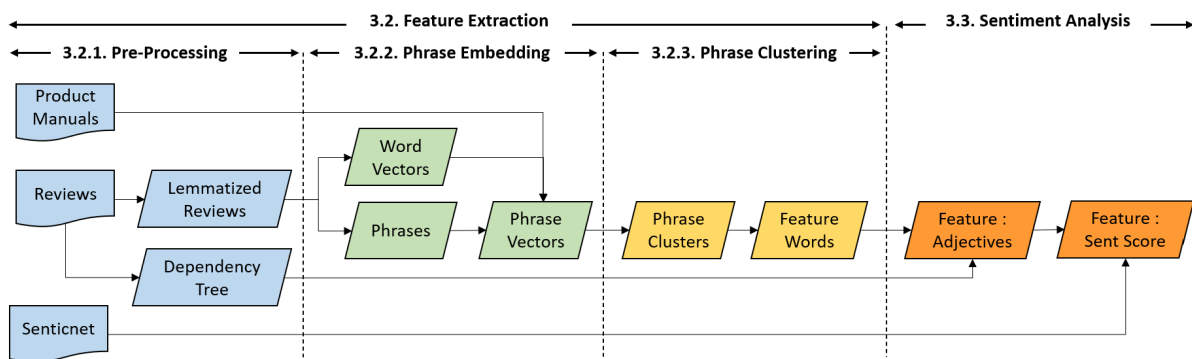 3.2. Feature Extraction
3.3. Sentiment Analysis
3.2.1. Pre-Processing
3.2.2. Phrase Embedding
3.2.3. Phrase Clustering
Product
Manuals
Word
Vectors
Reviews
Lemmatized
Reviews
Phrases
Phrase
Vectors
Phrase
Clusters
Feature
Words
Feature :
Adjectives
Feature :
Sent Score
Dependency
Tree
Senticnet